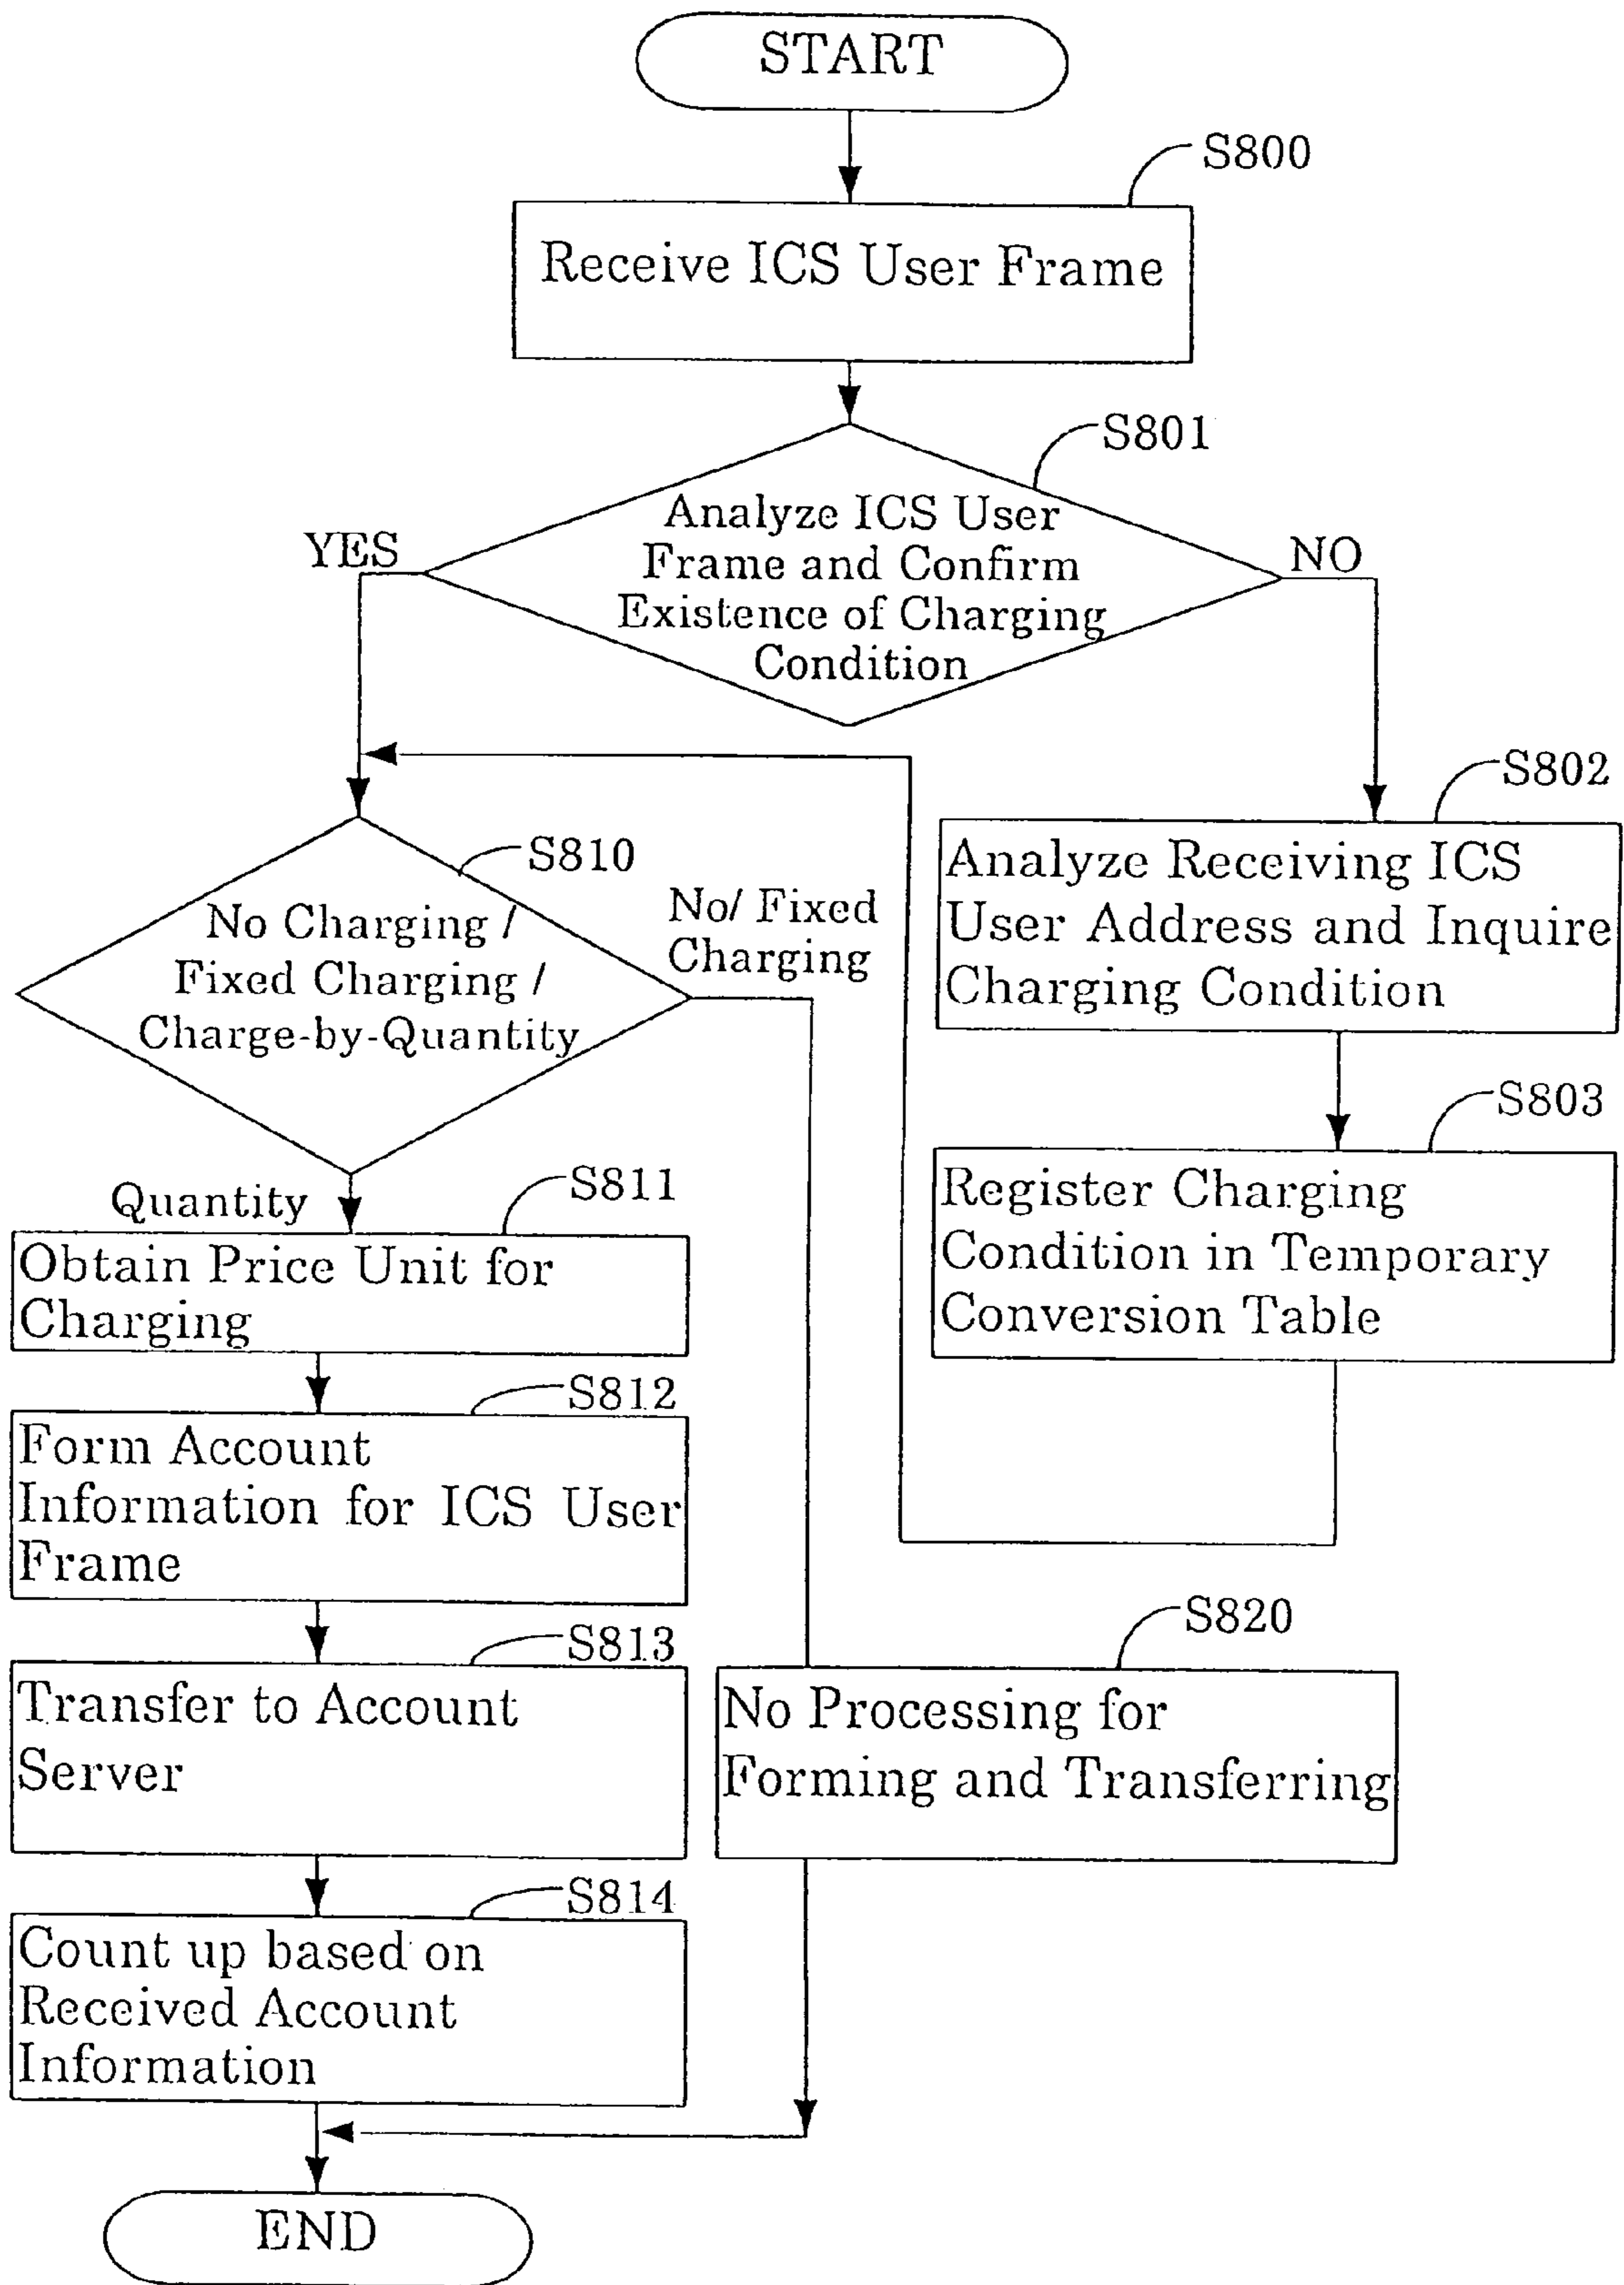 START
S800
Receive ICS User Frame
S801
Analyze ICS User
Frame and Confirm
Existence of Charging
Condition
YES
NO
S802
Analyze Receiving ICS
User Address and Inquire
Charging Condition
S810
No Charging /
Fixed Charging /
Charge-by-Quantity
No/ Fixed
Charging
S803
Register Charging
Condition in Temporary
Conversion Table
Quantity
S811
Obtain Price Unit for
Charging
S812
Form Account
Information for ICS User
Frame
S813
Transfer to Account
Server
S820
No Processing for
Forming and Transferring
S814
Count up based on
Received Account
Information
END